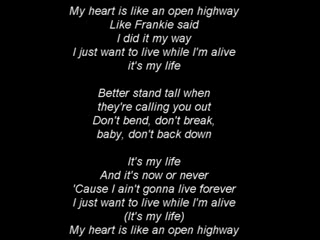 My heart is like an open highway
Like Frankie said
I did it my way
I just want to live while I'm alive
it's my life
Better stand tall when
they're calling you out
Don't bend, don't break,
baby, don't back down
It's my life
And it's now or never
'Cause I ain't gonna live forever
I just want to live while I'm alive
(It's my life)
My heart is like an open highway